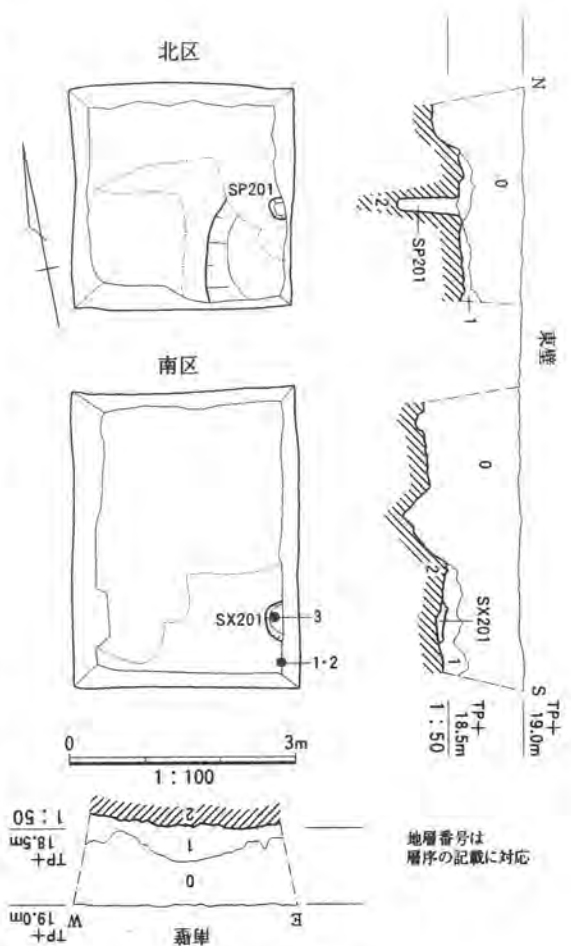 北区
SP201
南区
SX201
3
1・2
0 3m
1:100
N
0
2
SP201
1
東壁
0
2
SX201
1
S
TP+
19.0m
TP+
18.5m
1:50
2
1
0
1:50
TP+
18.5m
TP+
19.0m
W
E
南壁
地層番号は
層序の記載に対応